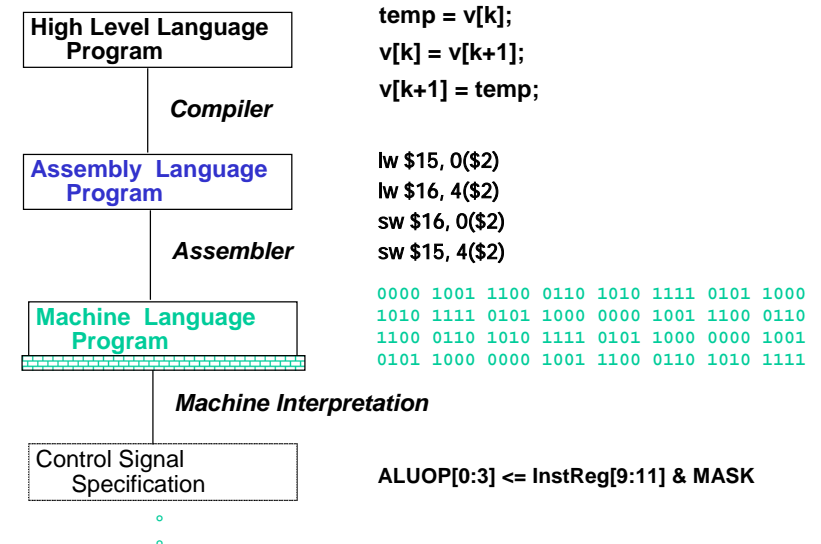 High Level Language
Program
temp = v[k];
v[k] = v[k+1];
v[k+1] = temp;
Compiler
Assembly Language
Program
lw $15, 0($2)
lw $16, 4($2)
sw $16, 0($2)
sw $15, 4($2)
Assembler
Machine Language
Program
0000 1001 1100 0110 1010 1111 0101 1000
1010 1111 0101 1000 0000 1001 1100 0110
1100 0110 1010 1111 0101 1000 0000 1001
0101 1000 0000 1001 1100 0110 1010 1111
Machine Interpretation
Control Signal
Specification
ALUOP[0:3] <= InstReg[9:11] & MASK